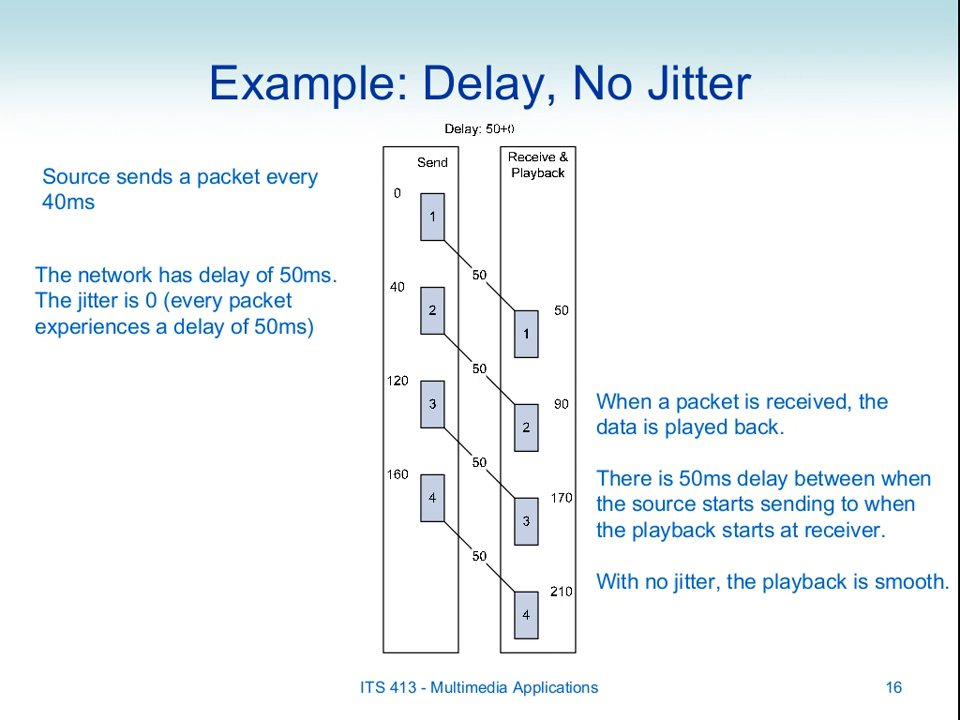 Example: Delay, No Jitter
Delay: 50+0
Source sends a packet every
40ms
The network has delay of 50ms.
The jitter is 0 (every packet
experiences a delay of 50ms)
Send
Receive &
Playback
0
1
50
40
2
50
1
50
120
3
90
2
50
160
4
170
3
50
210
4
When a packet is received, the
data is played back.
There is 50ms delay between when
the source starts sending to when
the playback starts at receiver.
With no jitter, the playback is smooth.
ITS 413 - Multimedia Applications
16